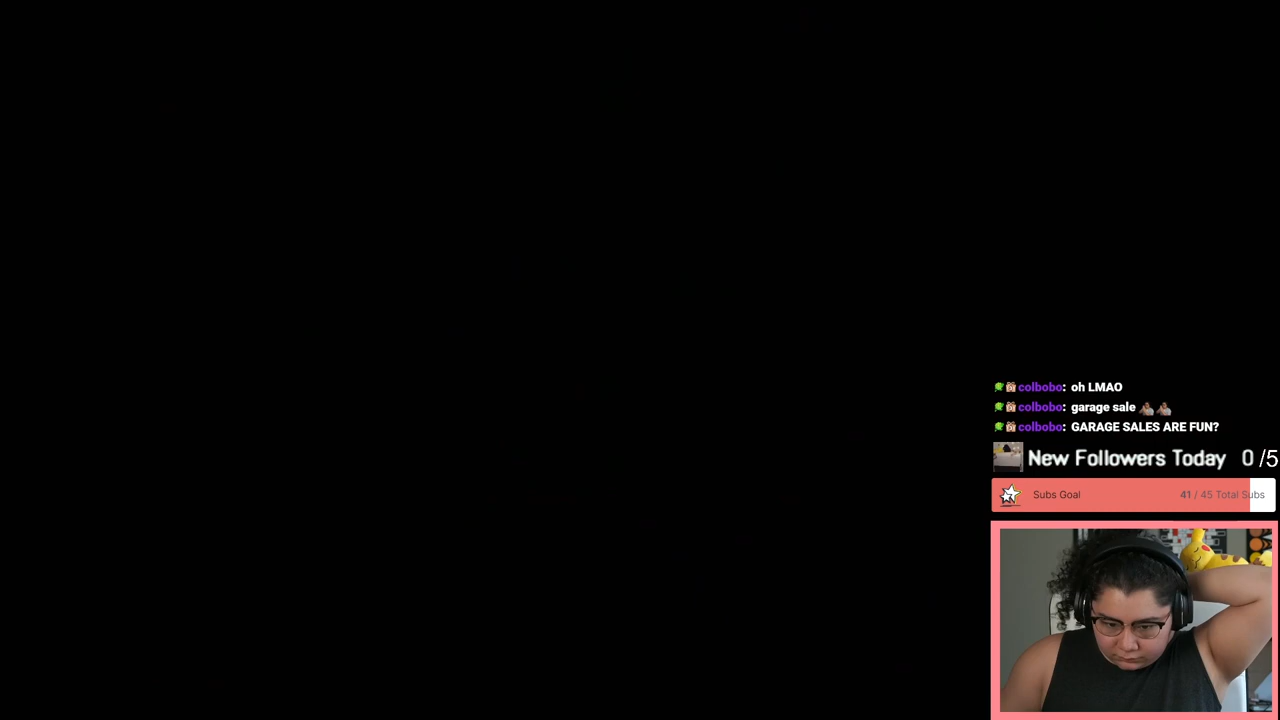 colbobo: oh LMAO
colbobo: garage sale
colbobo: GARAGE SALES ARE FUN?
New Followers Today 0 /5
Subs Goal 41 / 45 Total Subs